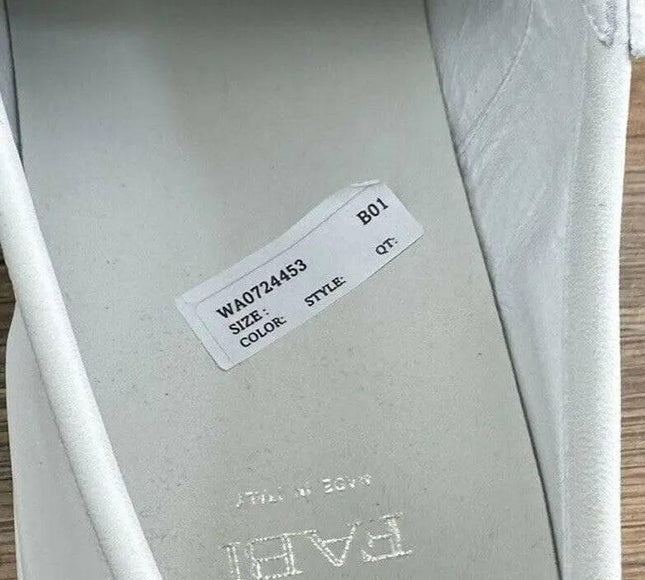 WA0724453 B01
SIZE:
COLOR: STYLE: QT:
FABI
MADE IN ITALY